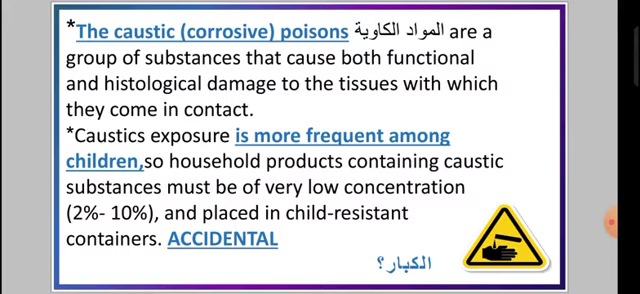 *The caustic (corrosive) poisons المواد الكاوية are a
group of substances that cause both functional
and histological damage to the tissues with which
they come in contact.
*Caustics exposure is more frequent among
children,so household products containing caustic
substances must be of very low concentration
(2%- 10%), and placed in child-resistant
containers. ACCIDENTAL
الكبار؟